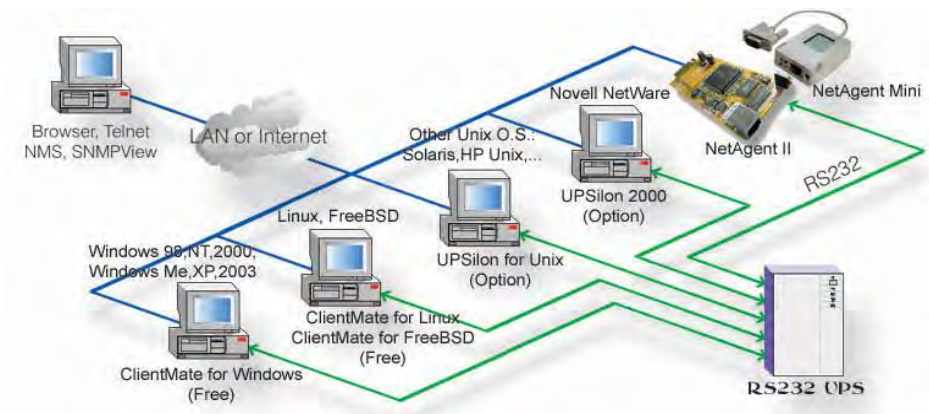 Browser, Telnet
NMS, SNMPView
LAN or Internet
Novell NetWare
NetAgent Mini
NetAgent II
Other Unix O.S.:
Solaris,HP Unix,...
RS232
UPSilon 2000
(Option)
Linux, FreeBSD
UPSilon for Unix
(Option)
Windows 98,NT,2000,
Windows Me,XP,2003
ClientMate for Linux
ClientMate for FreeBSD
(Free)
ClientMate for Windows
(Free)
RS232 UPS